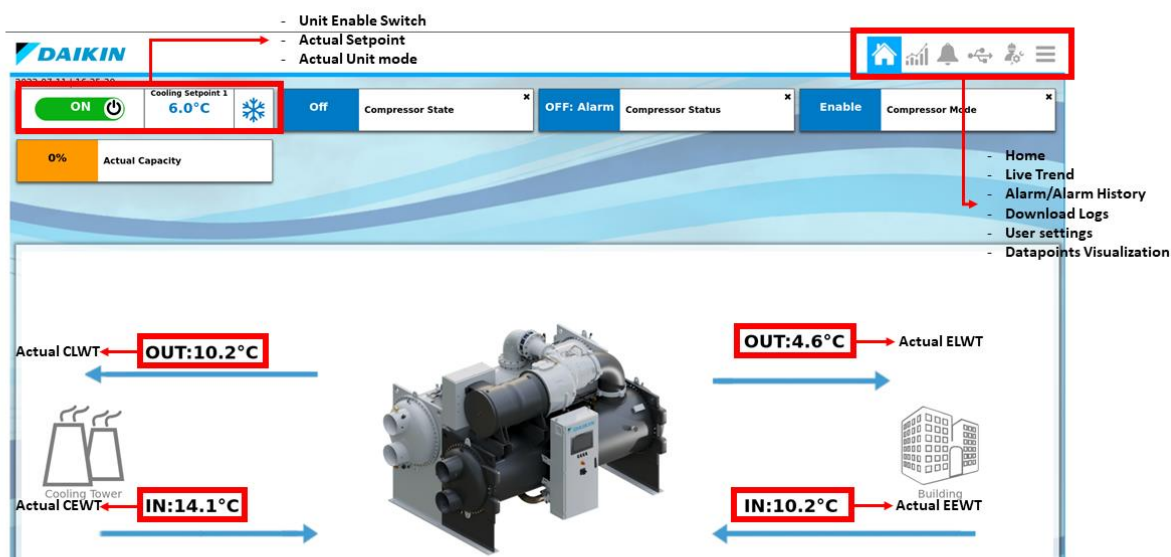 - Unit Enable Switch
- Actual Setpoint
- Actual Unit mode
DAIKIN
ON
Cooling Setpoint 1
6.0°C
Off
Compressor State
×
OFF: Alarm
Compressor Status
×
Enable
Compressor Mode
×
0%
Actual Capacity
- Home
- Live Trend
- Alarm/Alarm History
- Download Logs
- User settings
- Datapoints Visualization
Actual CLWT
OUT:10.2°C
OUT:4.6°C
Actual ELWT
DAIKIN
Cooling Tower
Actual CEWT
IN:14.1°C
IN:10.2°C
Building
Actual EEWT